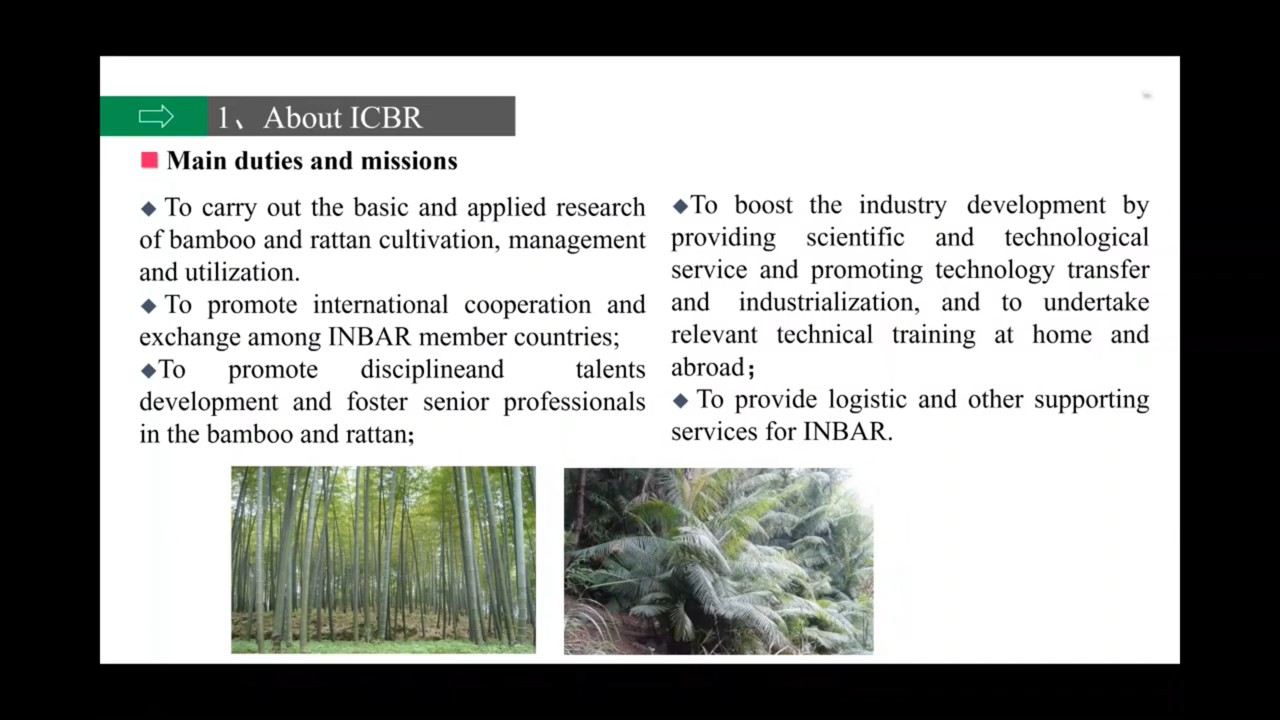 1、About ICBR
Main duties and missions
◆ To carry out the basic and applied research
of bamboo and rattan cultivation, management
and utilization.
◆ To promote international cooperation and
exchange among INBAR member countries;
◆To promote disciplineand talents
development and foster senior professionals
in the bamboo and rattan;
◆To boost the industry development by
providing scientific and technological
service and promoting technology transfer
and industrialization, and to undertake
relevant technical training at home and
abroad；
◆ To provide logistic and other supporting
services for INBAR.